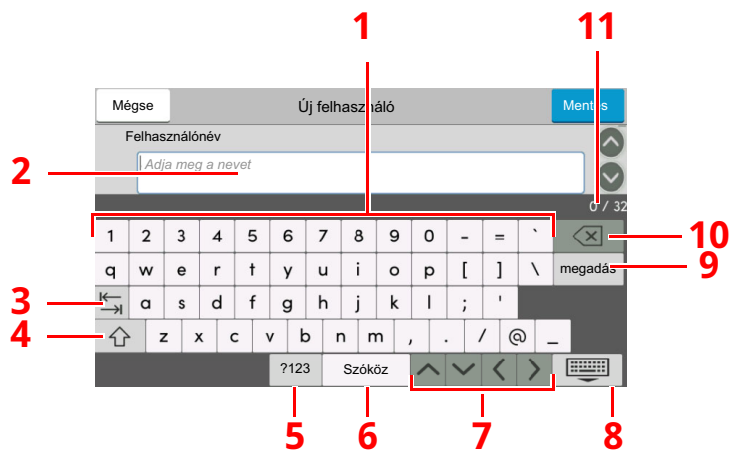 1 11
Mégse Új felhasználó Mentés
Felhasználónév
2 Adja meg a nevet
0 / 32
1 2 3 4 5 6 7 8 9 0 - = `
10
q w e r t y u i o p [ ] \ megadás
9
3 a s d f g h j k l ; '
4 z x c v b n m , . / @ _
?123 Szóköz
5 6 7 8